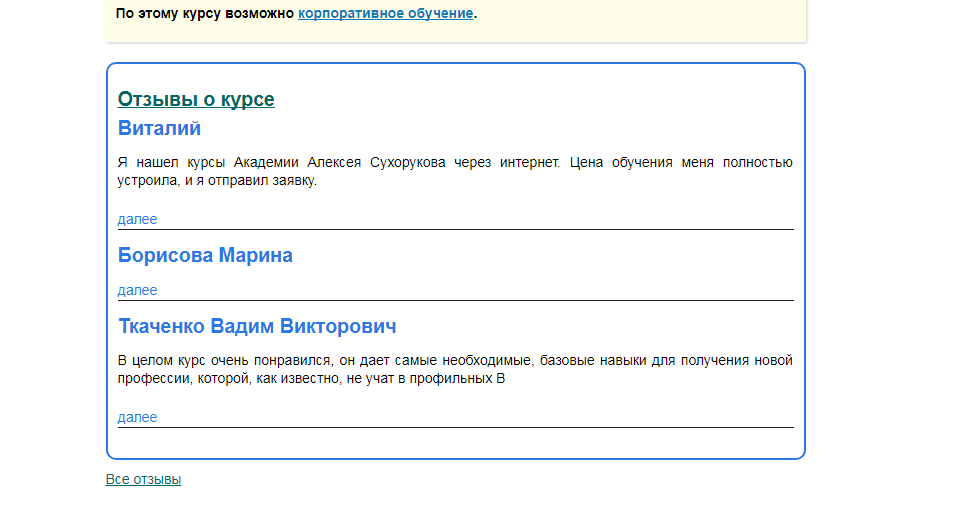 По этому курсу возможно корпоративное обучение.
Отзывы о курсе
Виталий
Я нашел курсы Академии Алексея Сухорукова через интернет. Цена обучения меня полностью
устроила, и я отправил заявку.
далее
Борисова Марина
далее
Ткаченко Вадим Викторович
В целом курс очень понравился, он дает самые необходимые, базовые навыки для получения новой
профессии, которой, как известно, не учат в профильных В
далее
Все отзывы